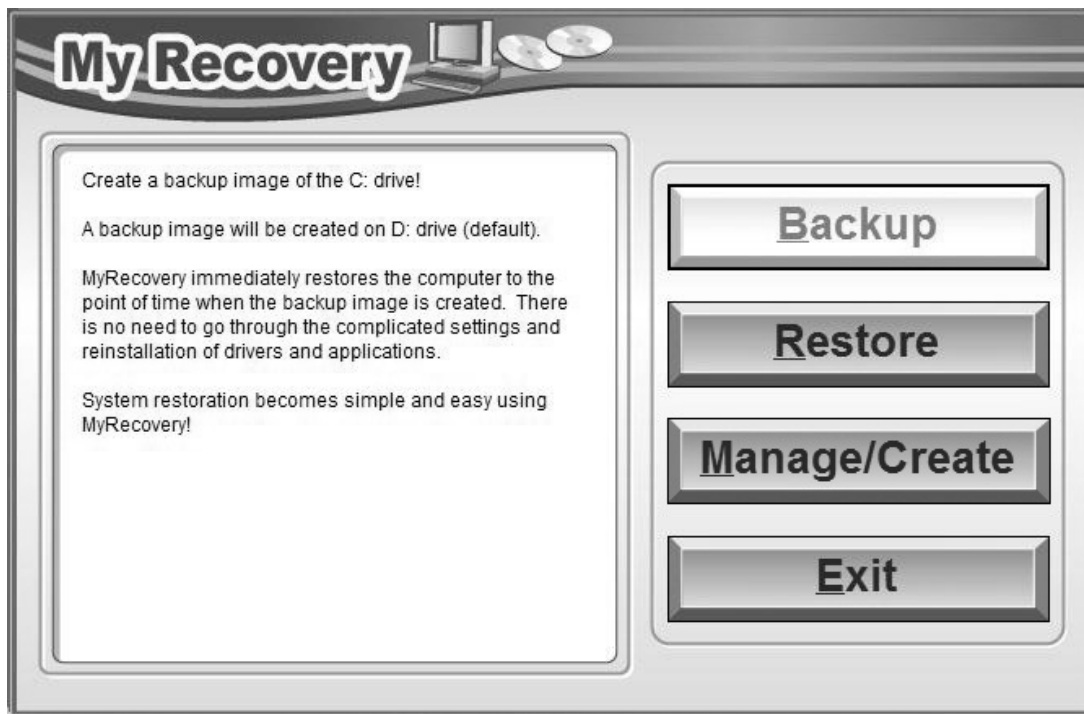 My Recovery
Create a backup image of the C: drive!
A backup image will be created on D: drive (default).
MyRecovery immediately restores the computer to the
point of time when the backup image is created.  There
is no need to go through the complicated settings and
reinstallation of drivers and applications.
System restoration becomes simple and easy using
MyRecovery!
Backup
Restore
Manage/Create
Exit